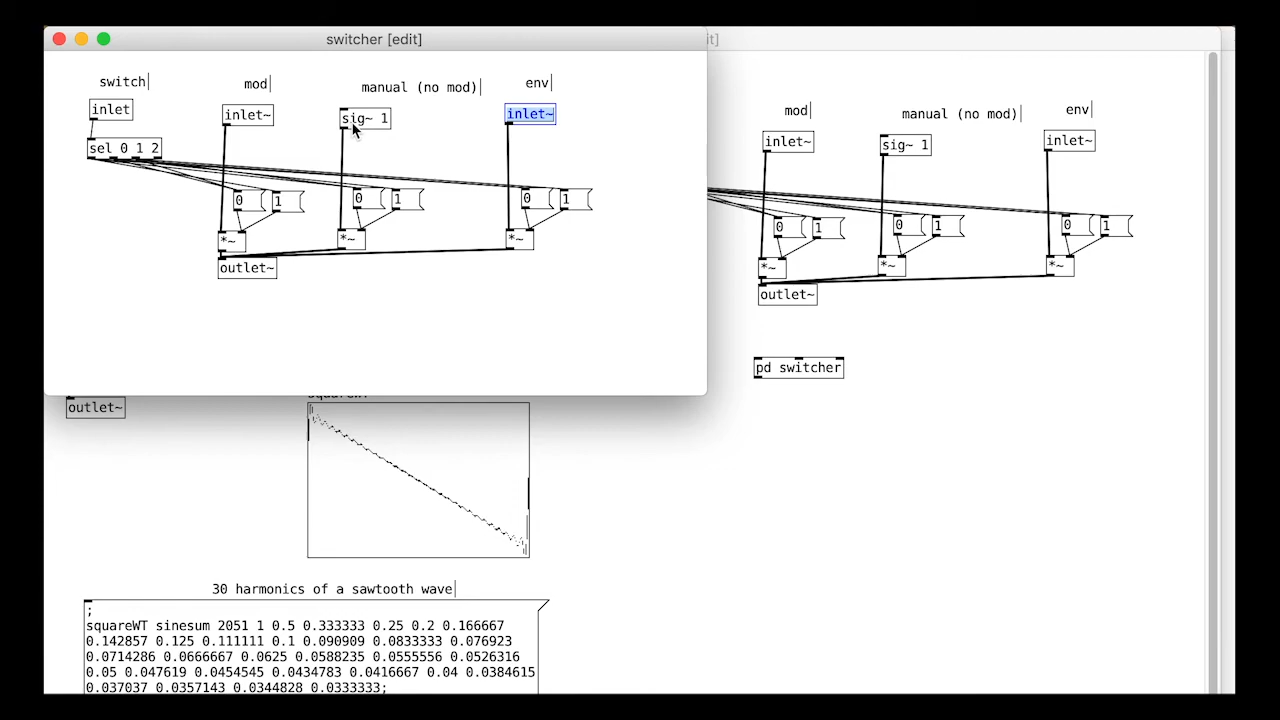 switcher [edit]
it]
switch
mod
manual (no mod)
env
inlet
inlet~
sig~ 1
inlet~
sel 0 1 2
0
1
0
1
0
1
*~
*~
*~
outlet~
mod
manual (no mod)
env
inlet~
sig~ 1
inlet~
0
1
0
1
0
1
*~
*~
*~
outlet~
pd switcher
outlet~
squareWT
30 harmonics of a sawtooth wave
;
squareWT sinesum 2051 1 0.5 0.333333 0.25 0.2 0.166667
0.142857 0.125 0.111111 0.1 0.090909 0.0833333 0.076923
0.0714286 0.0666667 0.0625 0.0588235 0.0555556 0.0526316
0.05 0.047619 0.0454545 0.0434783 0.0416667 0.04 0.0384615
0.037037 0.0357143 0.0344828 0.0333333;